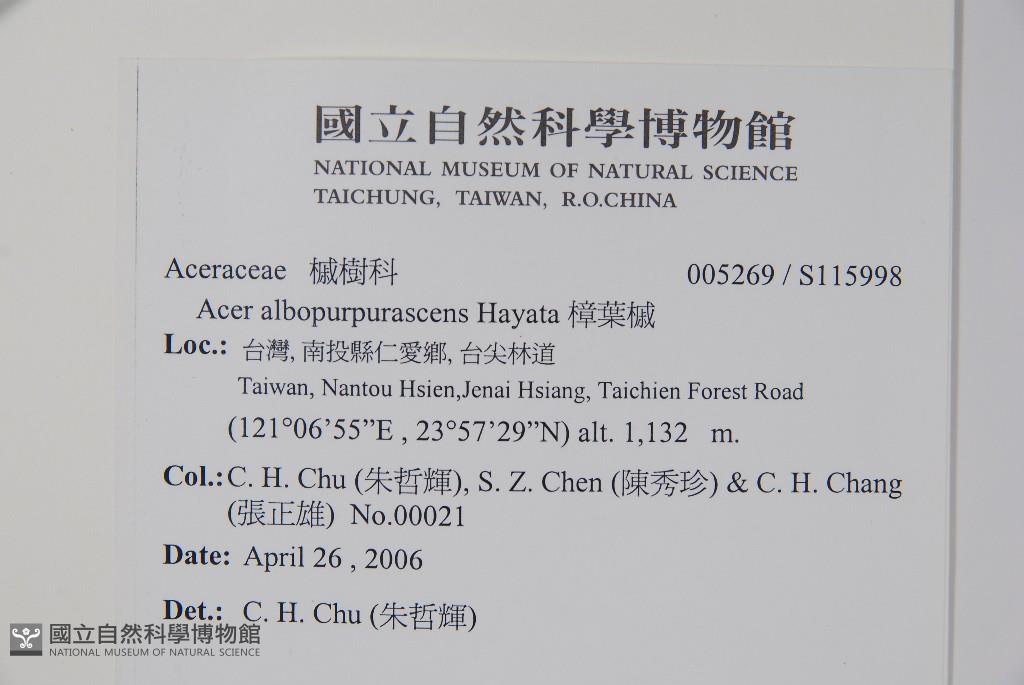 國立自然科學博物館
NATIONAL MUSEUM OF NATURAL SCIENCE
TAICHUNG, TAIWAN, R.O.CHINA
Aceraceae 槭樹科 005269 / S115998
Acer albopurpurascens Hayata 樟葉槭
Loc.: 台灣, 南投縣仁愛鄉, 台尖林道
Taiwan, Nantou Hsien,Jenai Hsiang, Taichien Forest Road
(121°06’55”E , 23°57’29”N) alt. 1,132 m.
Col.: C. H. Chu (朱哲輝), S. Z. Chen (陳秀珍) & C. H. Chang
(張正雄) No.00021
Date: April 26 , 2006
Det.: C. H. Chu (朱哲輝)
國立自然科學博物館
NATIONAL MUSEUM OF NATURAL SCIENCE